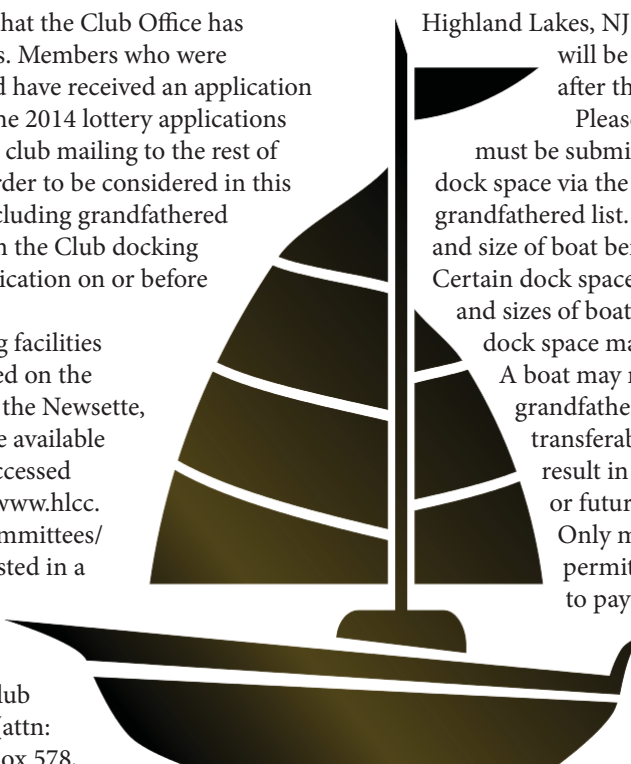 hat the Club Office has
s. Members who were
d have received an application
he 2014 lottery applications
club mailing to the rest of
rder to be considered in this
cluding grandfathered
n the Club docking
ication on or before
g facilities
ed on the
the Newsette,
e available
ccessed
www.hlcc.
mmittees/
sted in a
lub
[attn:
ox 578,
Highland Lakes, NJ
will be
after th
Please
must be submi
dock space via the
grandfathered list.
and size of boat bei
Certain dock space
and sizes of boat
dock space ma
A boat may n
grandfathe
transferab
result in
or futur
Only m
permit
to pay